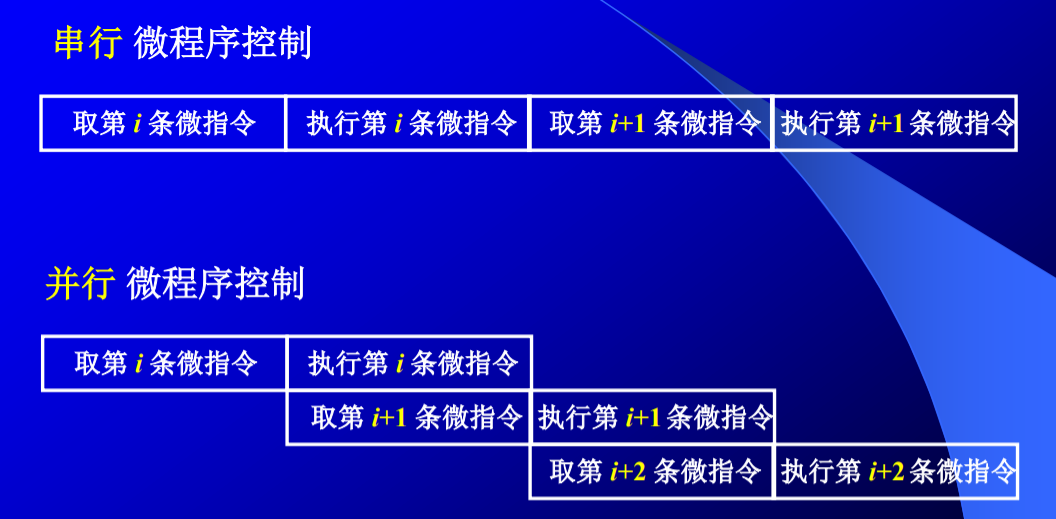 串行 微程序控制
取第 i 条微指令 执行第 i 条微指令 取第 i+1 条微指令 执行第 i+1 条微指令
并行 微程序控制
取第 i 条微指令 执行第 i 条微指令
取第 i+1 条微指令 执行第 i+1 条微指令
取第 i+2 条微指令 执行第 i+2 条微指令